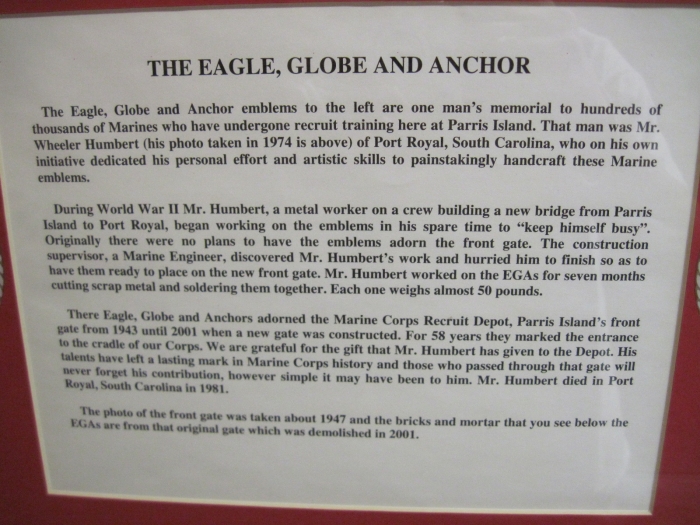 THE EAGLE, GLOBE AND ANCHOR
The Eagle, Globe and Anchor emblems to the left are one man's memorial to hundreds of
thousands of Marines who have undergone recruit training here at Parris Island. That man was Mr.
Wheeler Humbert (his photo taken in 1974 is above) of Port Royal, South Carolina, who on his own
initiative dedicated his personal effort and artistic skills to painstakingly handcraft these Marine
emblems.
During World War II Mr. Humbert, a metal worker on a crew building a new bridge from Parris
Island to Port Royal, began working on the emblems in his spare time to “keep himself busy”.
Originally there were no plans to have the emblems adorn the front gate. The construction
supervisor, a Marine Engineer, discovered Mr. Humbert's work and hurried him to finish so as to
have them ready to place on the new front gate. Mr. Humbert worked on the EGAs for seven months
cutting scrap metal and soldering them together. Each one weighs almost 50 pounds.
There Eagle, Globe and Anchors adorned the Marine Corps Recruit Depot, Parris Island's front
gate from 1943 until 2001 when a new gate was constructed. For 58 years they marked the entrance
to the cradle of our Corps. We are grateful for the gift that Mr. Humbert has given to the Depot. His
talents have left a lasting mark in Marine Corps history and those who passed through that gate will
never forget his contribution, however simple it may have been to him. Mr. Humbert died in Port
Royal, South Carolina in 1981.
The photo of the front gate was taken about 1947 and the bricks and mortar that you see below the
EGAs are from that original gate which was demolished in 2001.